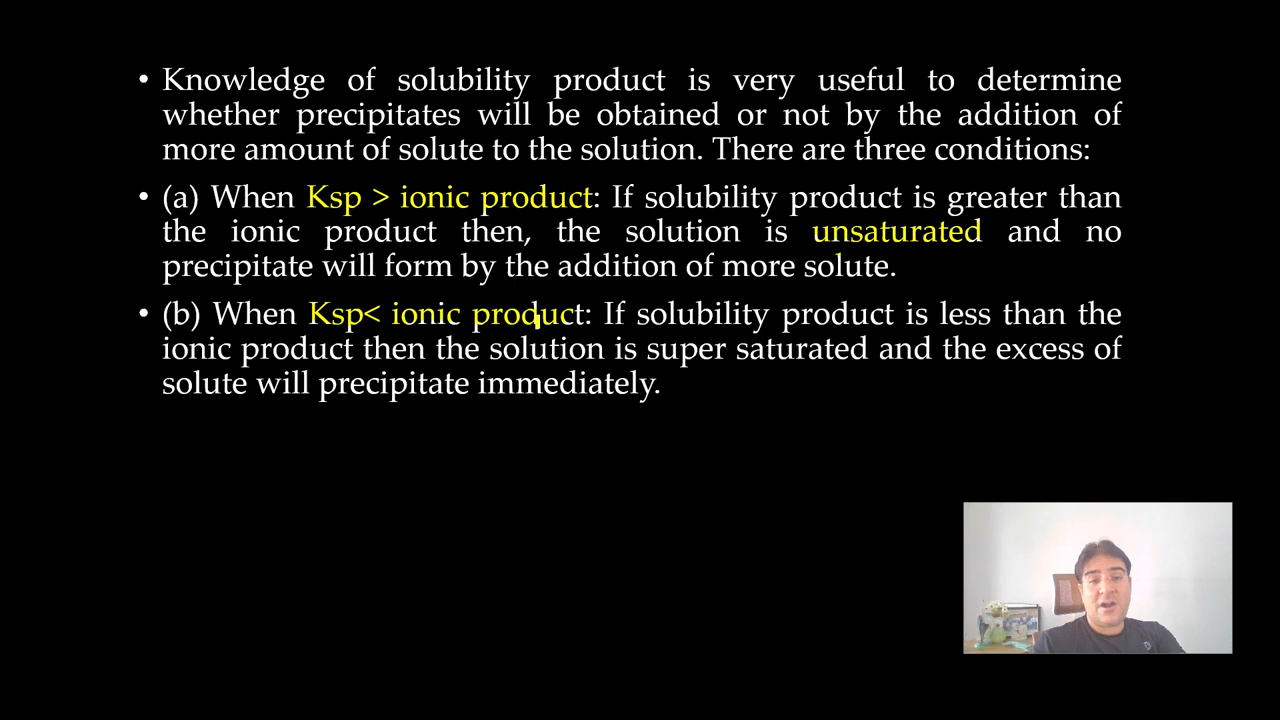 • Knowledge of solubility product is very useful to determine
whether precipitates will be obtained or not by the addition of
more amount of solute to the solution. There are three conditions:
• (a) When Ksp > ionic product: If solubility product is greater than
the ionic product then, the solution is unsaturated and no
precipitate will form by the addition of more solute.
• (b) When Ksp< ionic product: If solubility product is less than the
ionic product then the solution is super saturated and the excess of
solute will precipitate immediately.